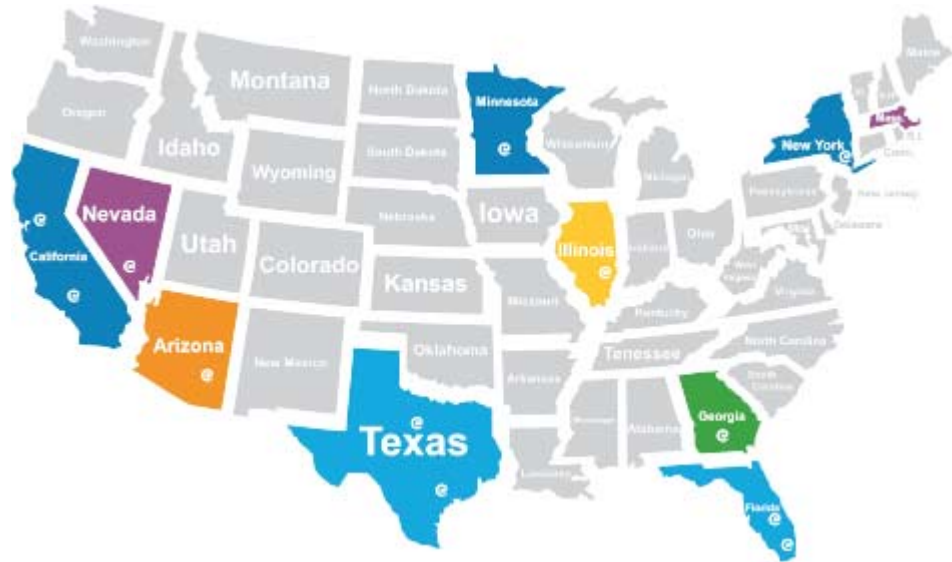 Washington
Montana
North Dakota
Minnesota
Maine
Oregon
Idaho
Wyoming
South Dakota
Wisconsin
Michigan
New York
Mass.
R.I.
Conn.
Nevada
Utah
Colorado
Nebraska
Iowa
Illinois
Indiana
Ohio
Pennsylvania
New Jersey
Delaware
California
Kansas
Missouri
West Virginia
Virginia
Kentucky
Arizona
New Mexico
Oklahoma
Arkansas
Tennessee
North Carolina
South
Carolina
Texas
Louisiana
Alabama
Georgia
Florida